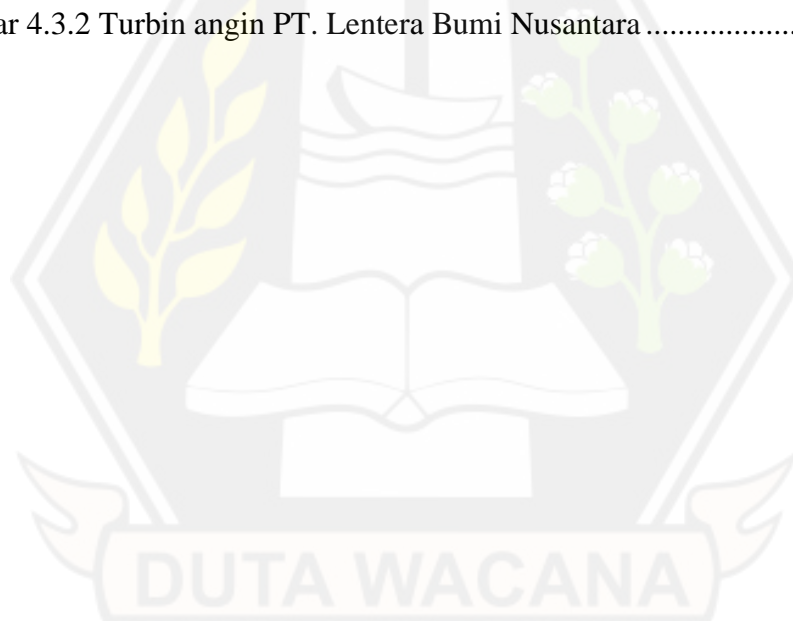 ar 4.3.2 Turbin angin PT. Lentera Bumi Nusantara ...................
DUTA WACANA